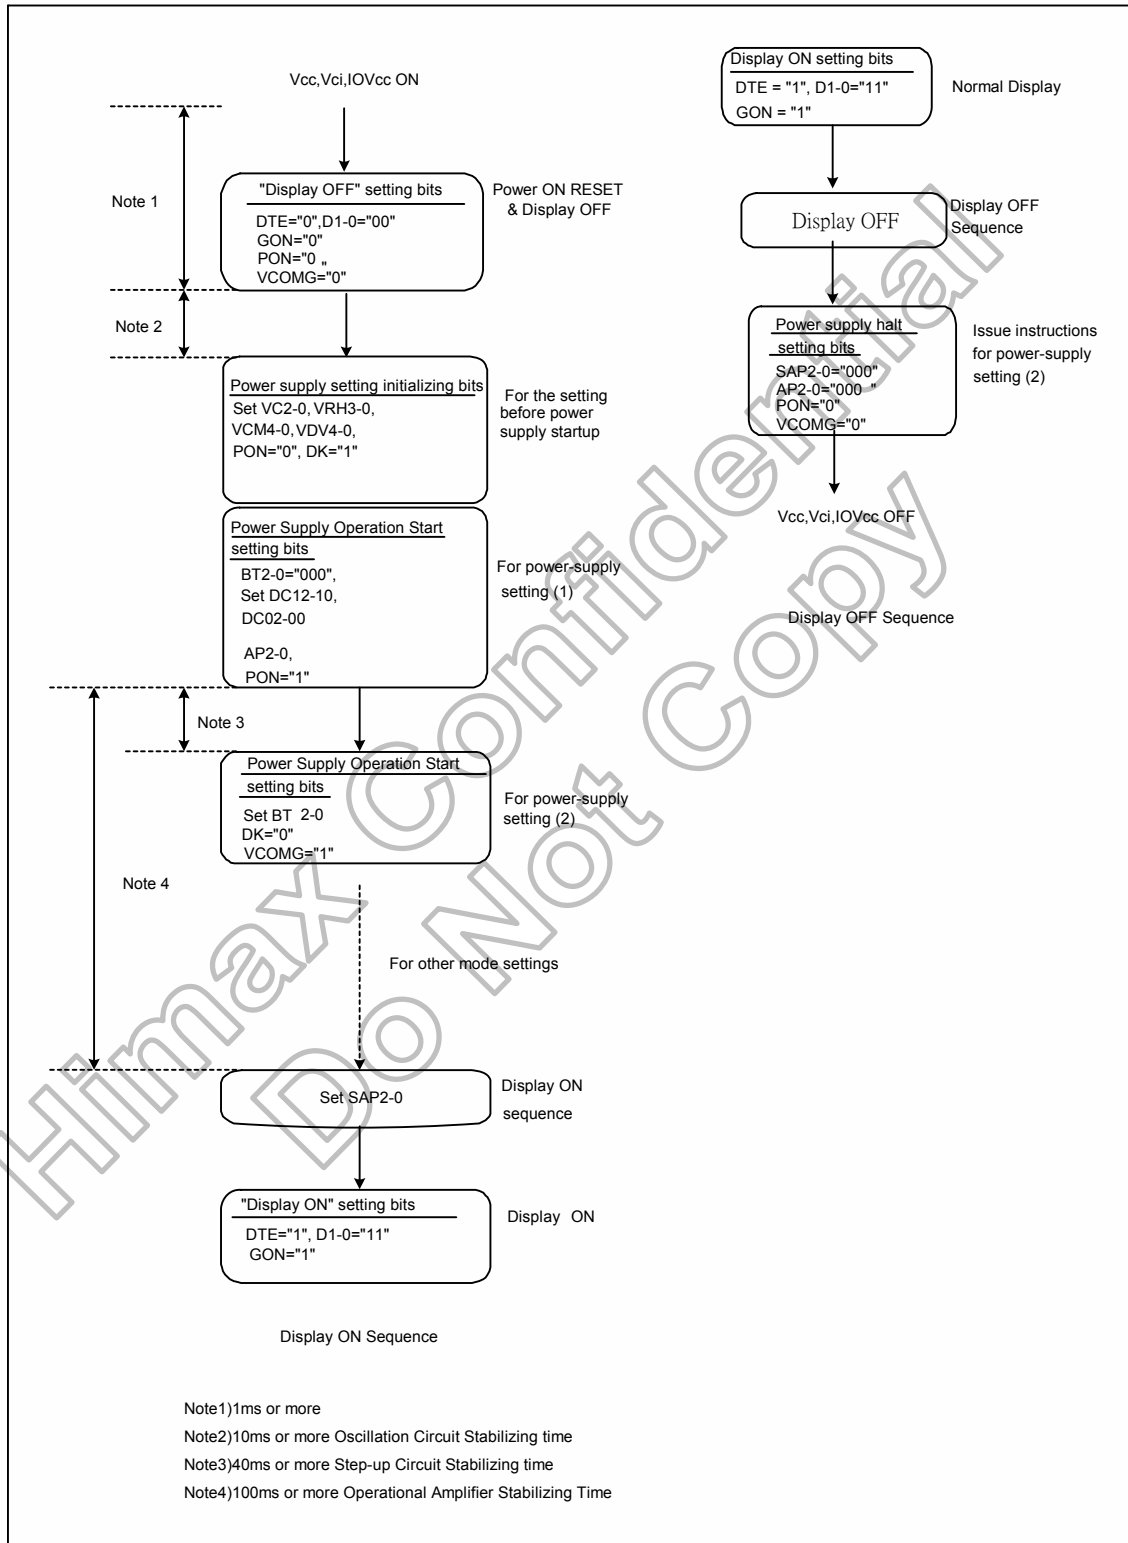 Vcc,Vci,IOVcc ON
Note 1
"Display OFF" setting bits
DTE="0",D1-0="00"
GON="0"
PON="0 "
VCOMG="0"
Power ON RESET
& Display OFF
Note 2
Power supply setting initializing bits
Set VC2-0, VRH3-0,
VCM4-0, VDV4-0,
PON="0", DK="1"
For the setting
before power
supply startup
Power Supply Operation Start
setting bits
BT2-0="000",
Set DC12-10,
DC02-00
AP2-0,
PON="1"
For power-supply
setting (1)
Note 3
Power Supply Operation Start
setting bits
Set BT 2-0
DK="0"
VCOMG="1"
For power-supply
setting (2)
Note 4
For other mode settings
Set SAP2-0
Display ON
sequence
"Display ON" setting bits
DTE="1", D1-0="11"
GON="1"
Display ON
Display ON Sequence
Display ON setting bits
DTE = "1", D1-0="11"
GON = "1"
Normal Display
Display OFF
Display OFF
Sequence
Power supply halt
setting bits
SAP2-0="000"
AP2-0="000 "
PON="0"
VCOMG="0"
Issue instructions
for power-supply
setting (2)
Vcc,Vci,IOVcc OFF
Display OFF Sequence
Note1)1ms or more
Note2)10ms or more Oscillation Circuit Stabilizing time
Note3)40ms or more Step-up Circuit Stabilizing time
Note4)100ms or more Operational Amplifier Stabilizing Time
Himax Confidential
Do Not Copy